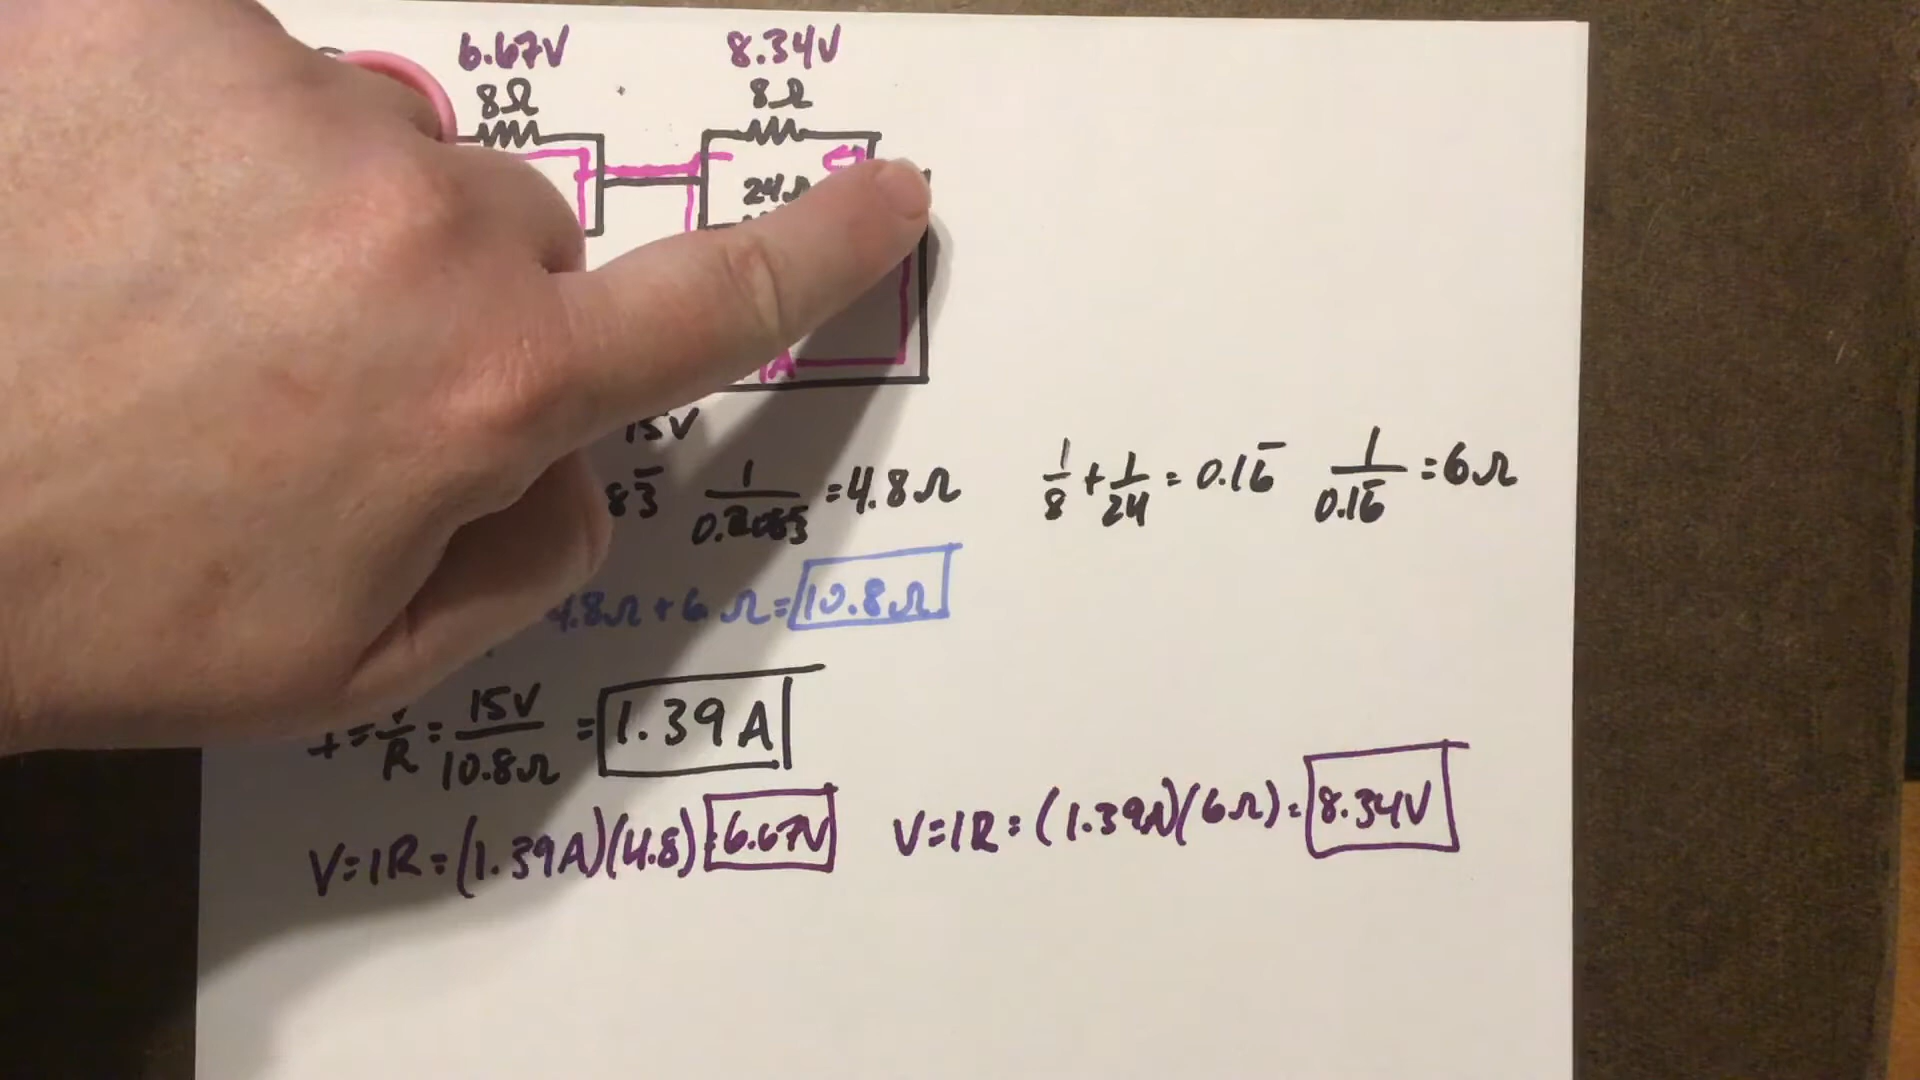 6.67V 8.34V
8Ω 8Ω
24Ω
1A
15V
83̅ 1/0.2083̅ = 4.8Ω 1/8 + 1/24 = 0.16̅ 1/0.16̅ = 6Ω
4.8Ω + 6Ω = 10.8Ω
I = V/R = 15V/10.8Ω = 1.39A
V=IR=(1.39A)(4.8)=6.67V V=IR=(1.39A)(6Ω)=8.34V